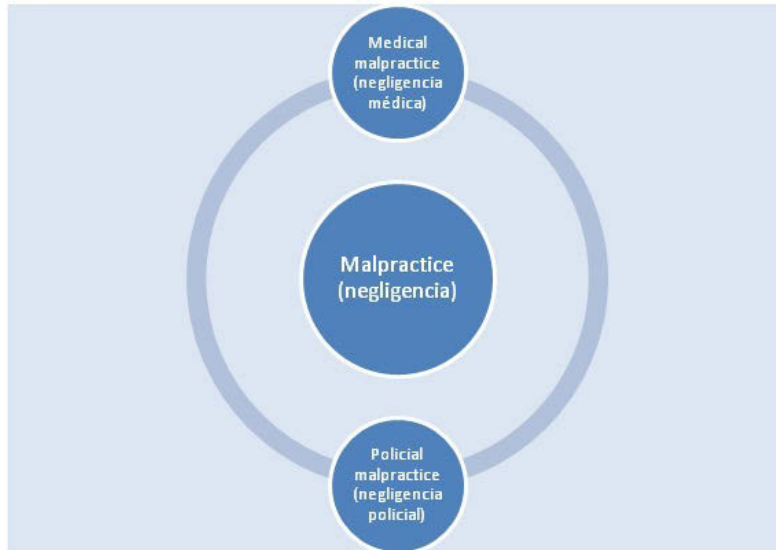 Medical
malpractice
(negligencia
médica)
Malpractice
(negligencia)
Policial
malpractice
(negligencia
policial)